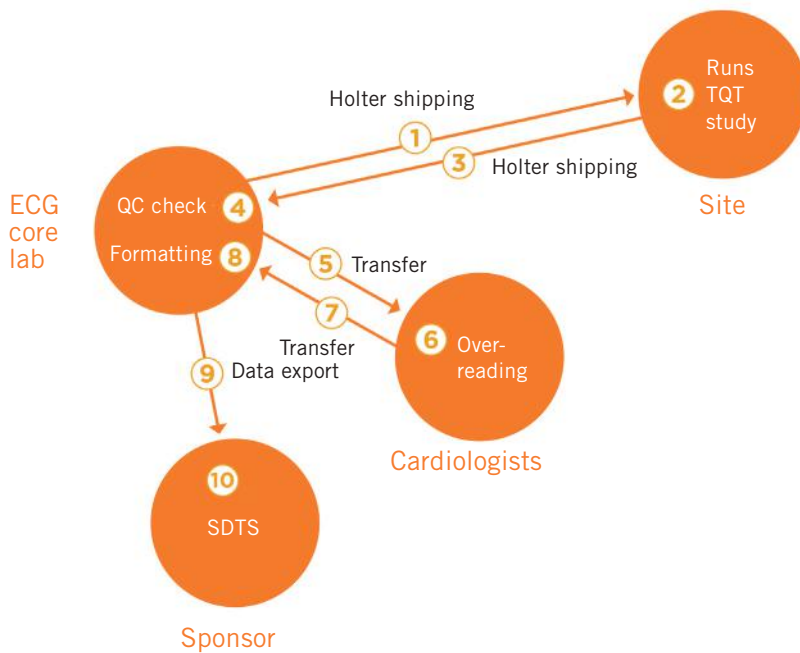 Runs
2 TQT
study
Site
Holter shipping
1
3
Holter shipping
ECG
core
lab
QC check 4
Formatting 8
5 Transfer
7
Transfer
6 Over-
reading
Cardiologists
9 Data export
10
SDTS
Sponsor